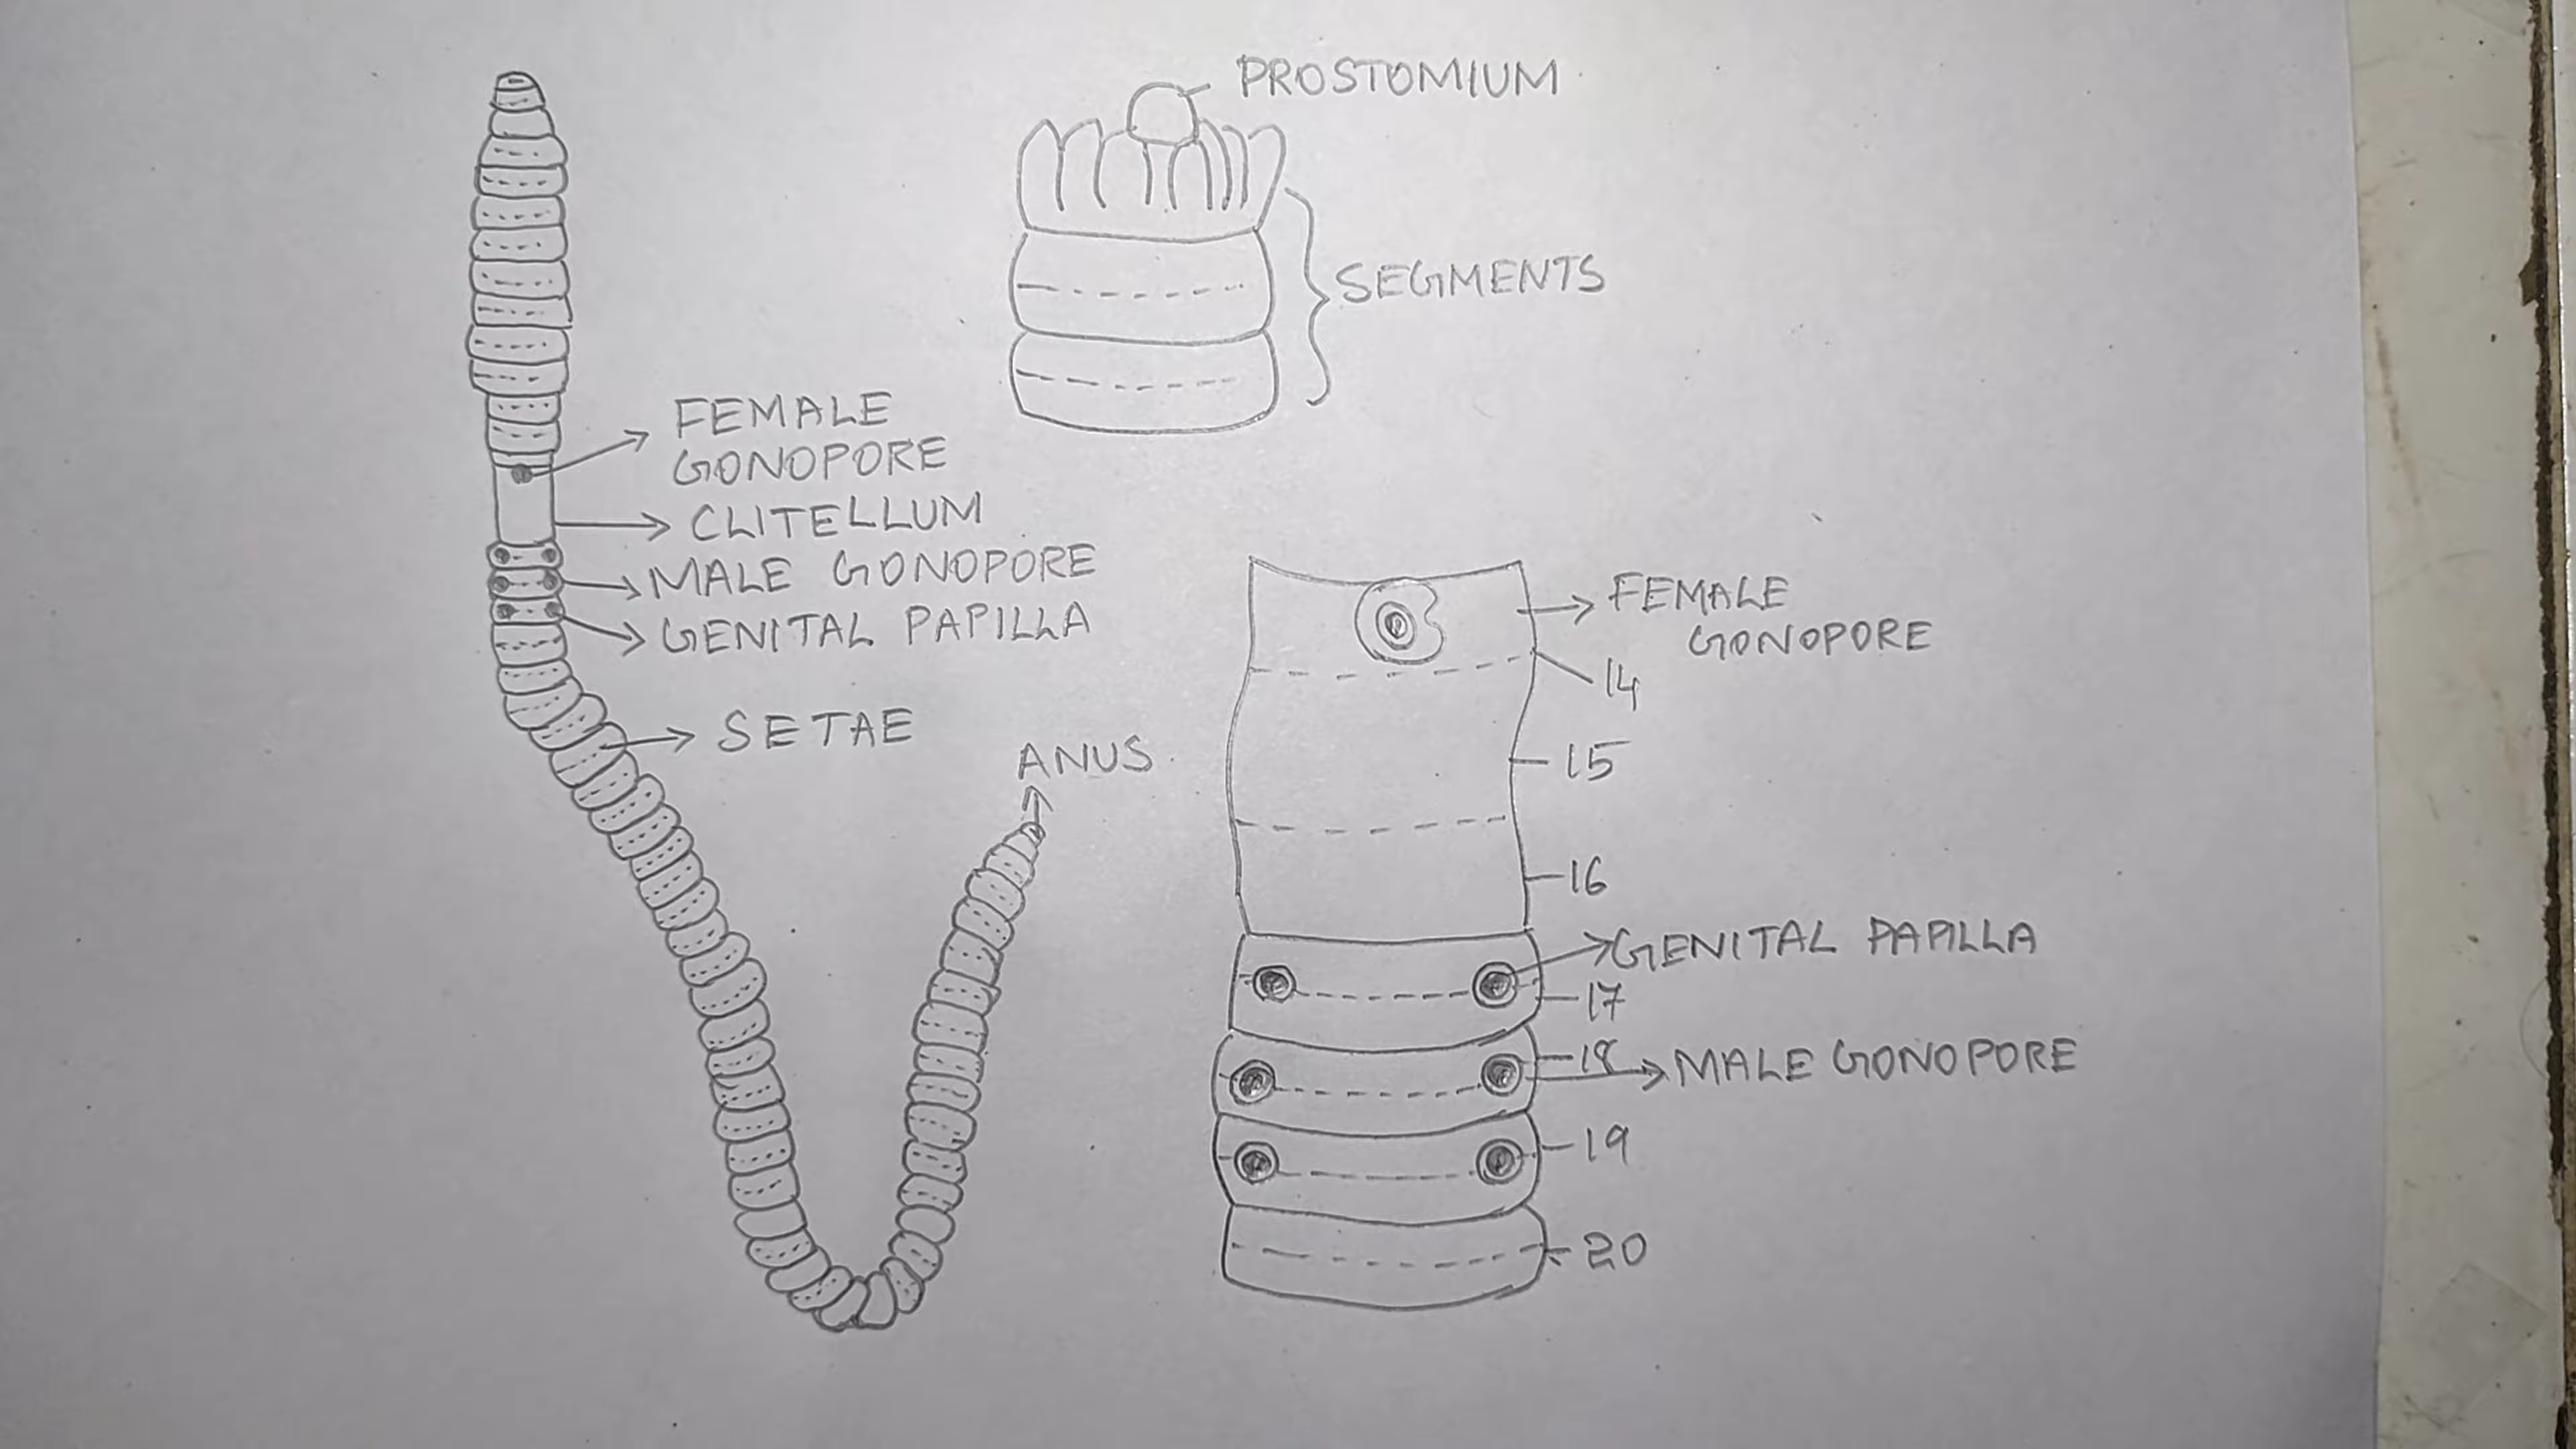 PROSTOMIUM
SEGMENTS
FEMALE
GONOPORE
CLITELLUM
MALE GONOPORE
GENITAL PAPILLA
SETAE
ANUS
FEMALE
GONOPORE
14
15
16
GENITAL PAPILLA
17
18
MALE GONOPORE
19
20